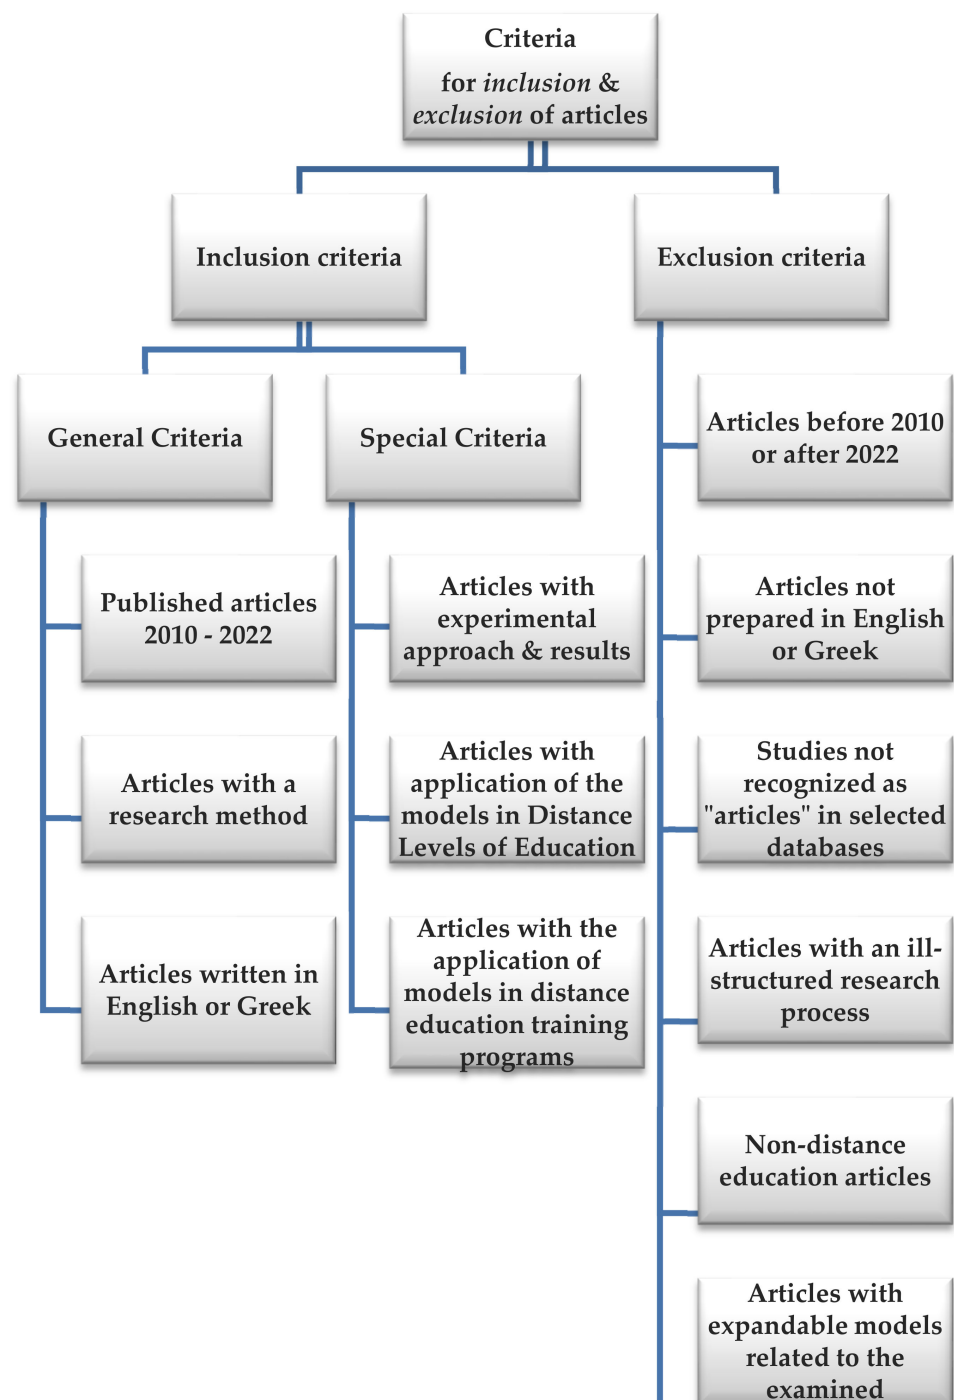 Criteria
for inclusion &
exclusion of articles
Inclusion criteria
Exclusion criteria
General Criteria
Special Criteria
Articles before 2010
or after 2022
Published articles
2010 - 2022
Articles with
experimental
approach & results
Articles not
prepared in English
or Greek
Articles with a
research method
Articles with
application of the
models in Distance
Levels of Education
Studies not
recognized as
"articles" in selected
databases
Articles written in
English or Greek
Articles with the
application of
models in distance
education training
programs
Articles with an ill-
structured research
process
Non-distance
education articles
Articles with
expandable models
related to the
examined